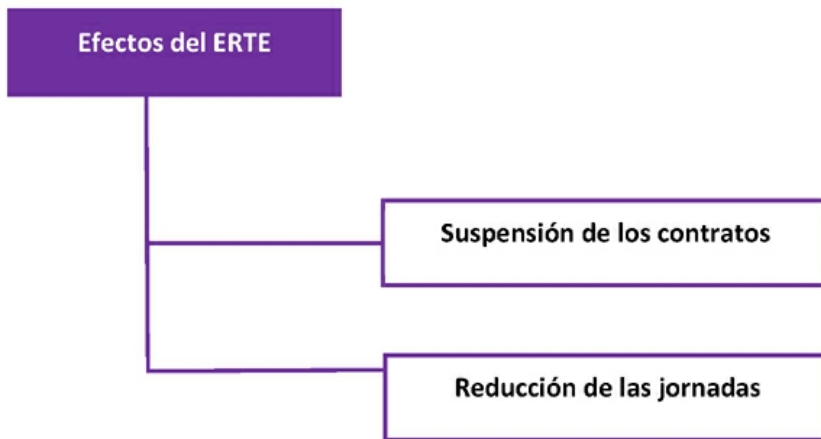 Efectos del ERTE
Suspensión de los contratos
Reducción de las jornadas